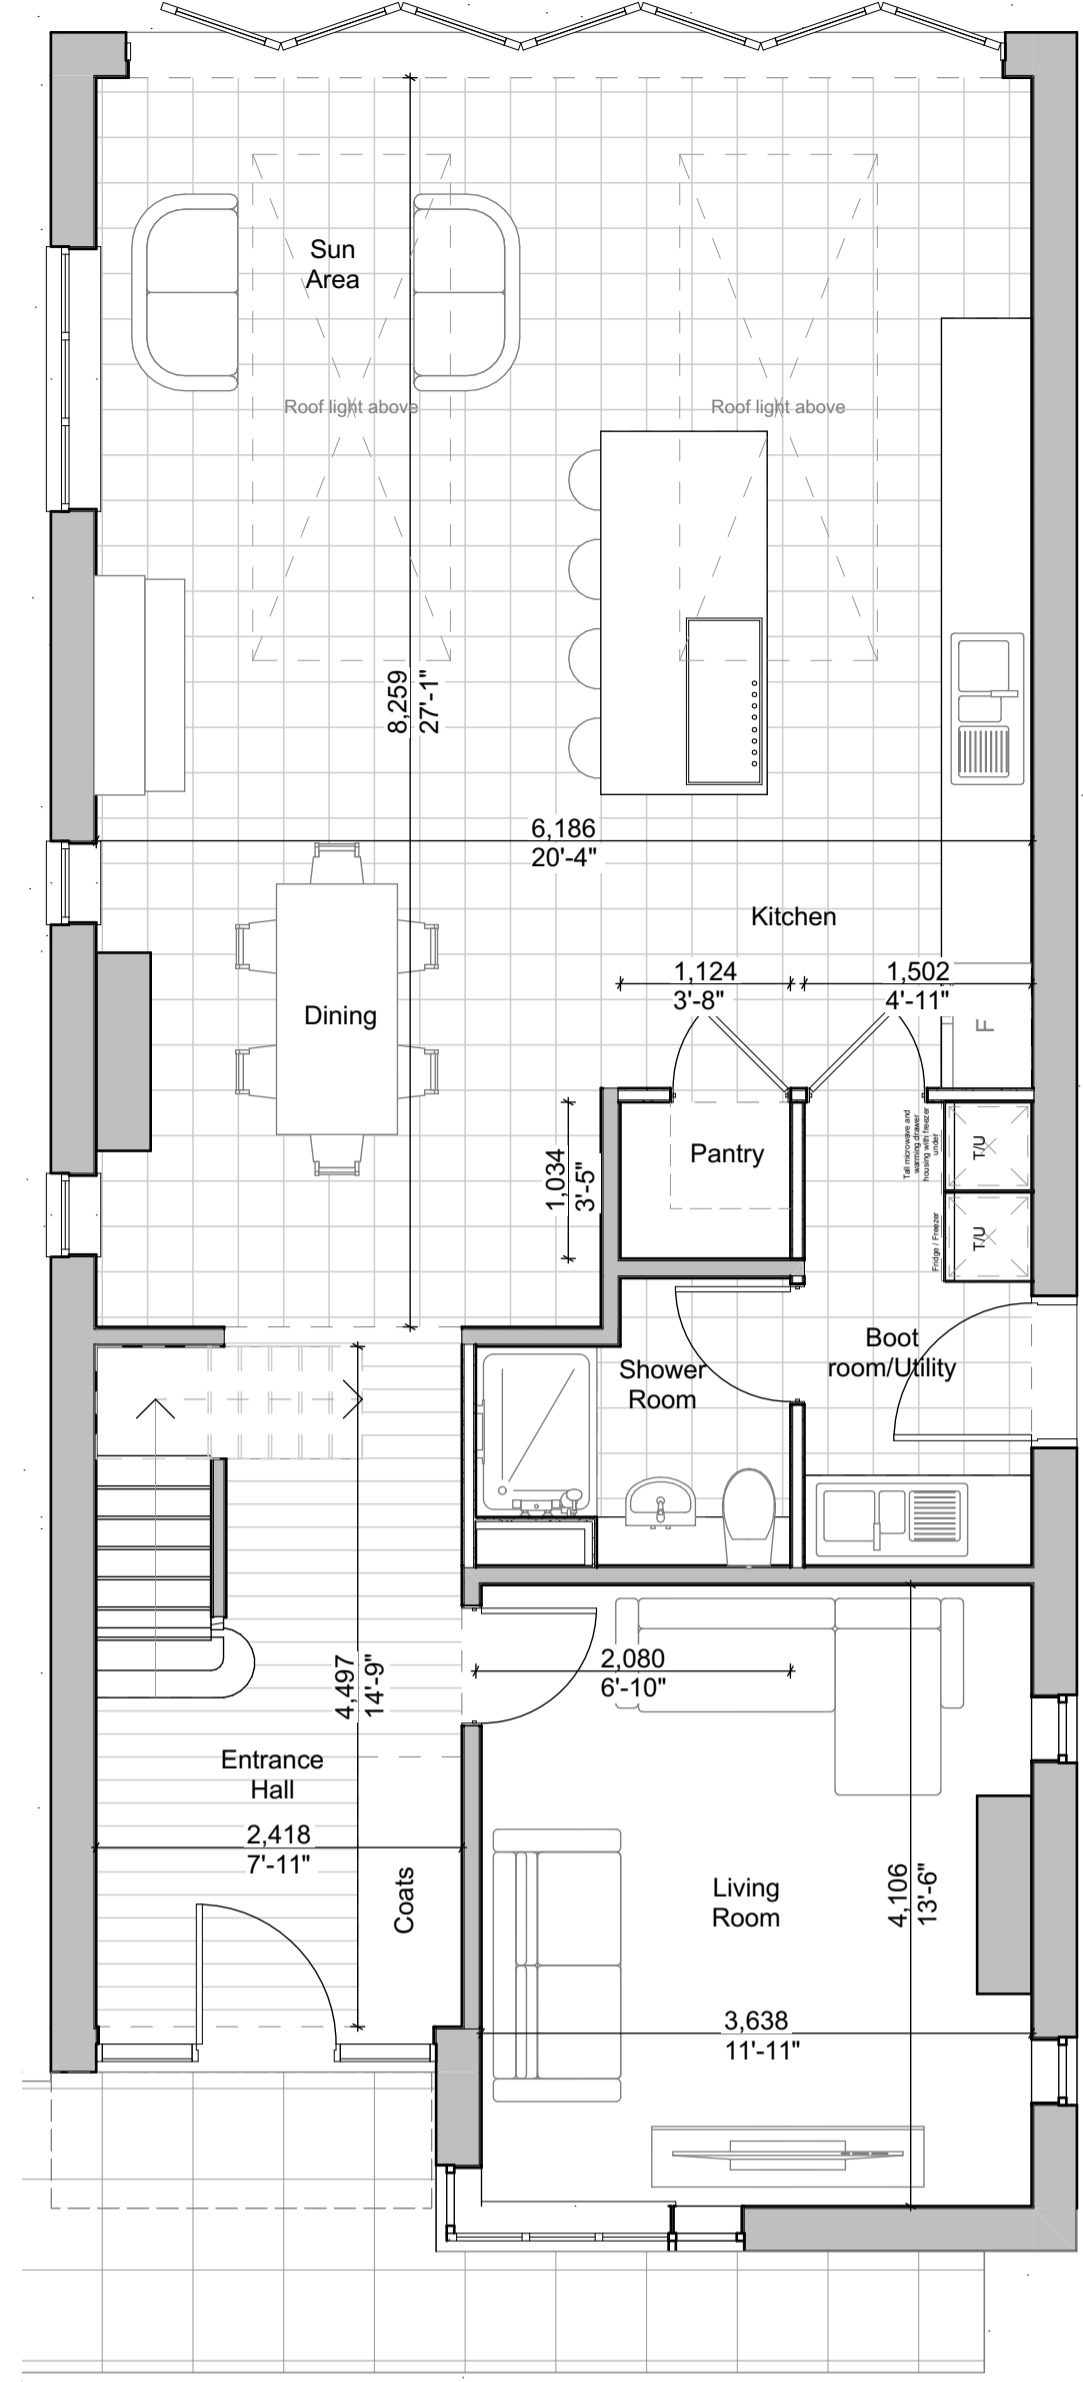 Sun
Area
Roof light above
Roof light above
8,259
27'-1"
6,186
20'-4"
Kitchen
1,124
3'-8"
1,502
4'-11"
F
Dining
1,034
3'-5"
Pantry
Tall microwave and
warming drawer
housing with freezer
under
T/U
Fridge / Freezer
T/U
Shower
Room
Boot
room/Utility
4,497
14'-9"
2,080
6'-10"
Entrance
Hall
2,418
7'-11"
Coats
Living
Room
4,106
13'-6"
3,638
11'-11"